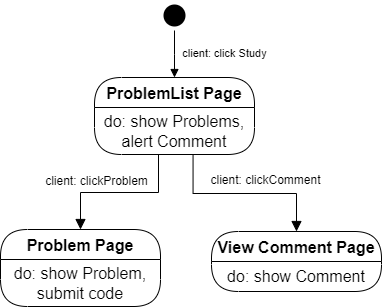 client: click Study
ProblemList Page
do: show Problems,
alert Comment
client: clickProblem
client: clickComment
Problem Page
do: show Problem,
submit code
View Comment Page
do: show Comment